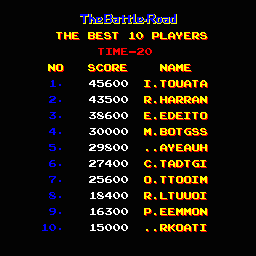 The Battle-Road
THE BEST 10 PLAYERS
TIME-20
NO SCORE NAME
1. 45600 I.TOUATA
2. 43500 R.HARRAN
3. 38600 E.EDEITO
4. 30000 M.BOTGSS
5. 29800 ..AYEAUH
6. 27400 C.TADTGI
7. 25600 O.TTOOIM
8. 18400 R.LTUUOI
9. 16300 P.EEMMON
10. 15000 ..RKOATI